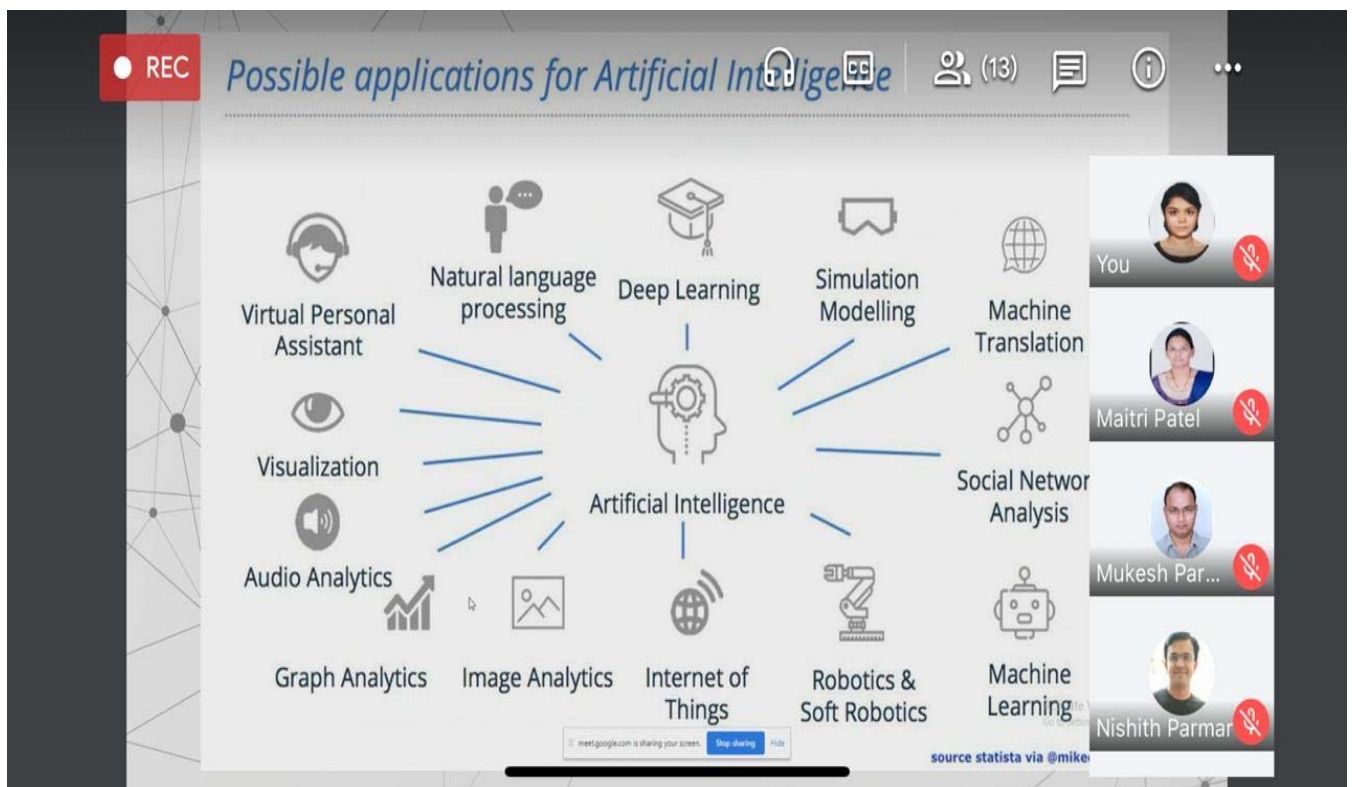 REC
Possible applications for Artificial Intelligence
CC
(13)
Natural language
processing
Deep Learning
Simulation
Modelling
Virtual Personal
Assistant
Machine
Translation
You
Maitri Patel
Visualization
Artificial Intelligence
Social Networ
Analysis
Audio Analytics
Mukesh Par...
Graph Analytics
Image Analytics
Internet of
Things
Robotics &
Soft Robotics
Machine
Learning
Nishith Parmar
meet.google.com is sharing your screen.
Stop sharing
Hide
source statista via @mike